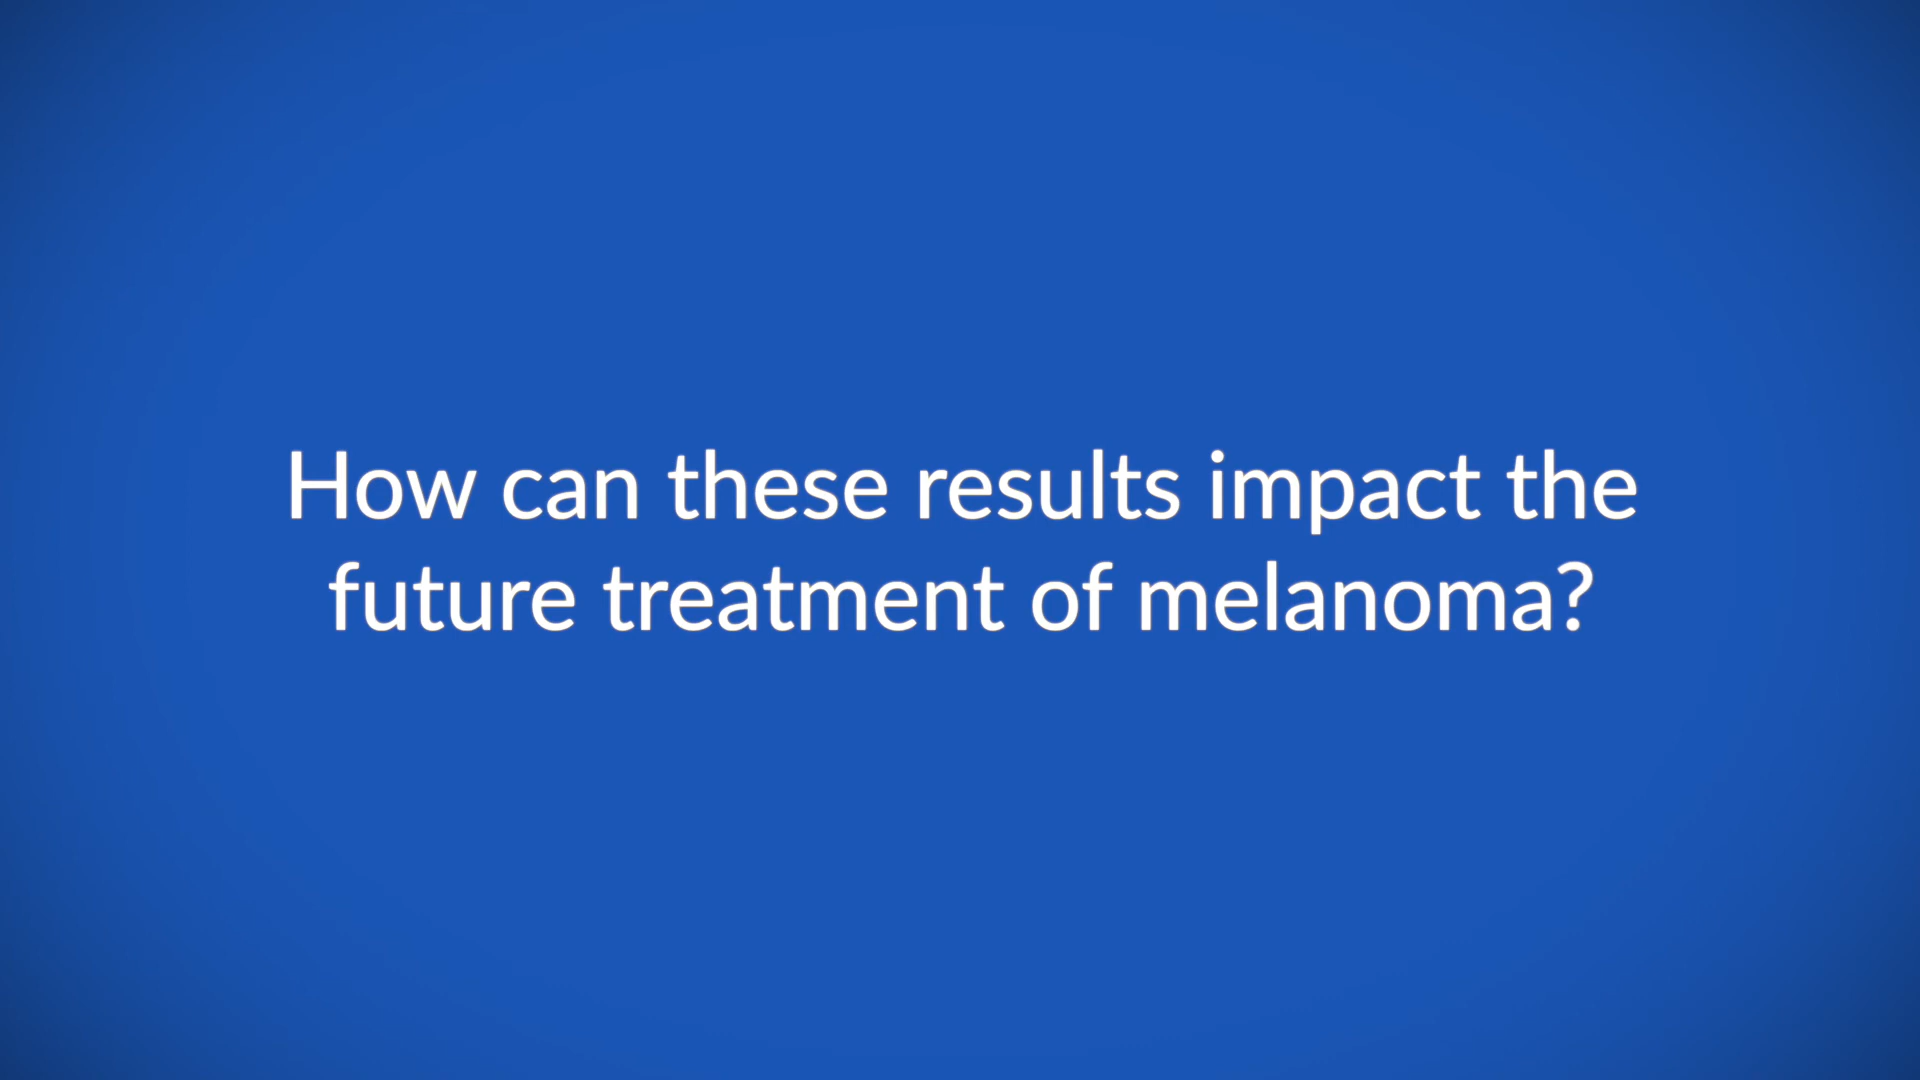 How can these results impact the
future treatment of melanoma?